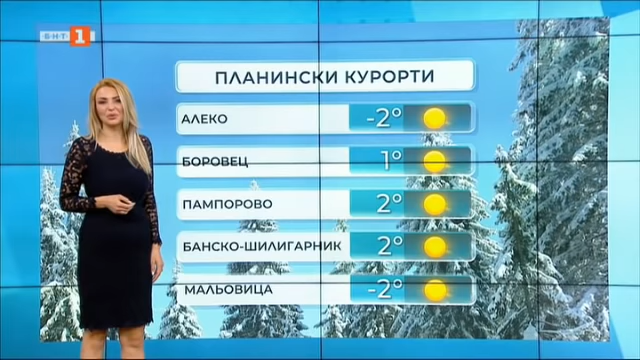 БНТ 1
ПЛАНИНСКИ КУРОРТИ
АЛЕКО -2°
БОРОВЕЦ 1°
ПАМПОРОВО 2°
БАНСКО-ШИЛИГАРНИК 2°
МАЛЬОВИЦА -2°